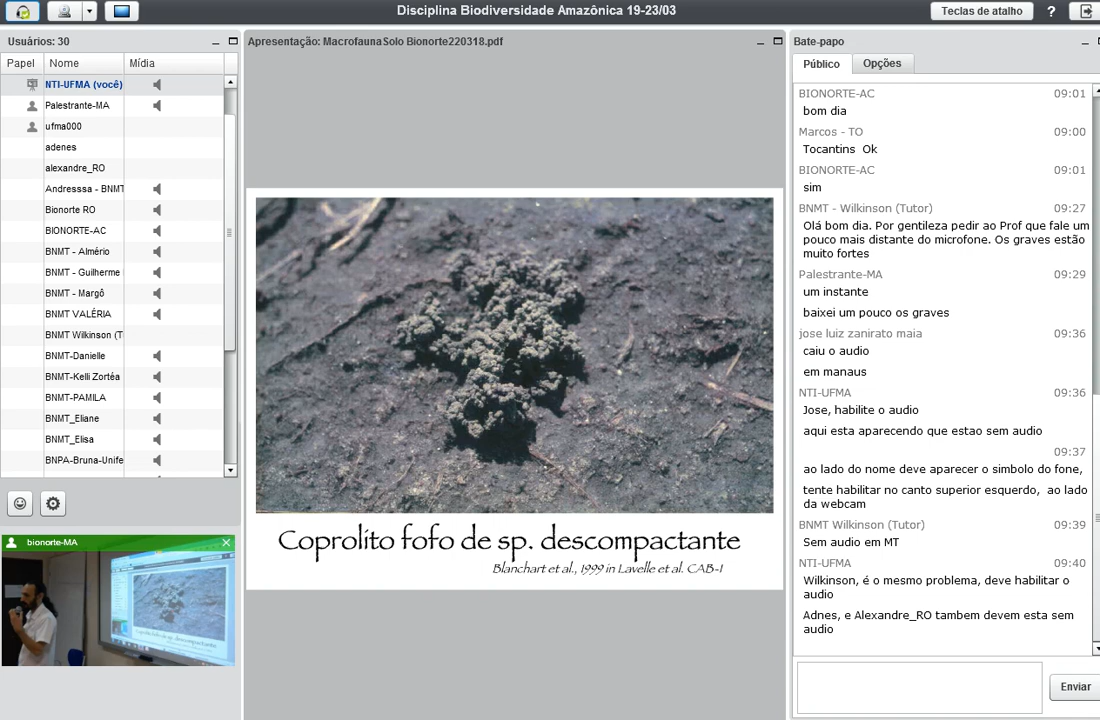 Disciplina Biodiversidade Amazônica 19-23/03
Teclas de atalho
?
Usuários: 30
Papel
Nome
Mídia
NTI-UFMA (você)
Palestrante-MA
ufma000
adenes
alexandre_RO
Andresssa - BNMT
Bionorte RO
BIONORTE-AC
BNMT - Almério
BNMT - Guilherme
BNMT - Margô
BNMT VALÉRIA
BNMT Wilkinson (T
BNMT-Danielle
BNMT-Kelli Zortéa
BNMT-PAMILA
BNMT_Eliane
BNMT_Elisa
BNPA-Bruna-Unife
bionorte-MA
Coprolito fofo de sp. descompactante
Apresentação: MacrofaunaSolo Bionorte220318.pdf
Coprolito fofo de sp. descompactante
Blanchart et al., 1999 in Lavelle et al. CAB-I
Bate-papo
Público
Opções
BIONORTE-AC 09:01
bom dia
Marcos - TO 09:00
Tocantins Ok
BIONORTE-AC 09:01
sim
BNMT - Wilkinson (Tutor) 09:27
Olá bom dia. Por gentileza pedir ao Prof que fale um
pouco mais distante do microfone. Os graves estão
muito fortes
Palestrante-MA 09:29
um instante
baixei um pouco os graves
jose luiz zanirato maia 09:36
caiu o audio
em manaus
NTI-UFMA 09:36
Jose, habilite o audio
aqui esta aparecendo que estao sem audio
09:37
ao lado do nome deve aparecer o simbolo do fone,
tente habilitar no canto superior esquerdo, ao lado
da webcam
BNMT Wilkinson (Tutor) 09:39
Sem audio em MT
NTI-UFMA 09:40
Wilkinson, é o mesmo problema, deve habilitar o
audio
Adnes, e Alexandre_RO tambem devem esta sem
audio
Enviar